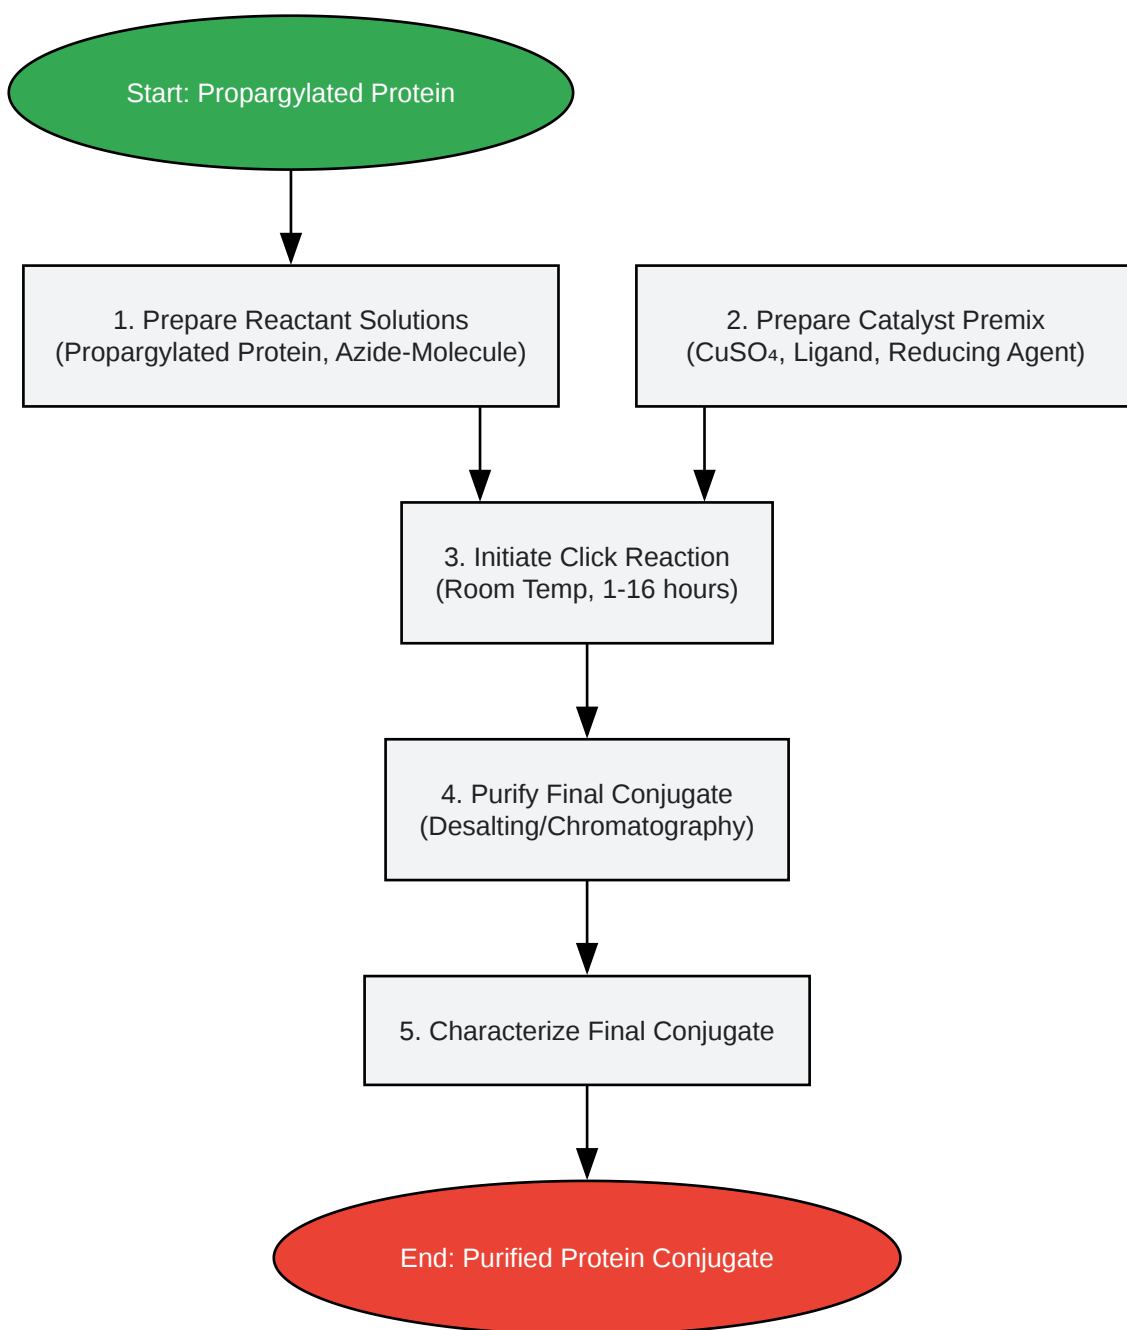 Start: Propargylated Protein
1. Prepare Reactant Solutions
(Propargylated Protein, Azide-Molecule)
2. Prepare Catalyst Premix
(CuSO₄, Ligand, Reducing Agent)
3. Initiate Click Reaction
(Room Temp, 1-16 hours)
4. Purify Final Conjugate
(Desalting/Chromatography)
5. Characterize Final Conjugate
End: Purified Protein Conjugate